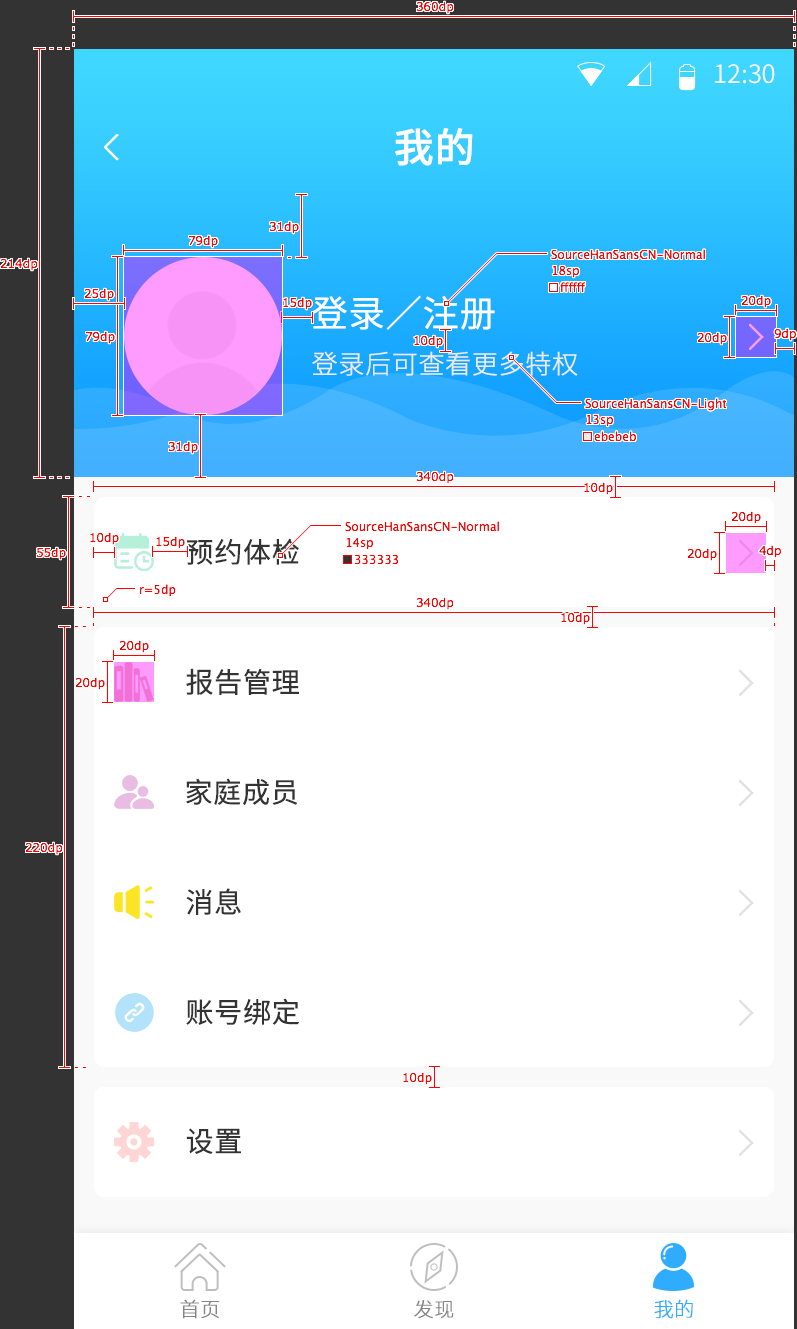 360dp
12:30
我的
214dp
31dp
79dp
25dp
79dp
15dp
SourceHanSansCN-Normal
18sp
ffffff
登录／注册
10dp
登录后可查看更多特权
20dp
20dp
9dp
SourceHanSansCN-Light
13sp
ebebeb
31dp
340dp
10dp
55dp
10dp
15dp
预约体检
SourceHanSansCN-Normal
14sp
333333
20dp
20dp
4dp
r=5dp
340dp
10dp
220dp
20dp
20dp
报告管理
家庭成员
消息
账号绑定
10dp
设置
首页
发现
我的